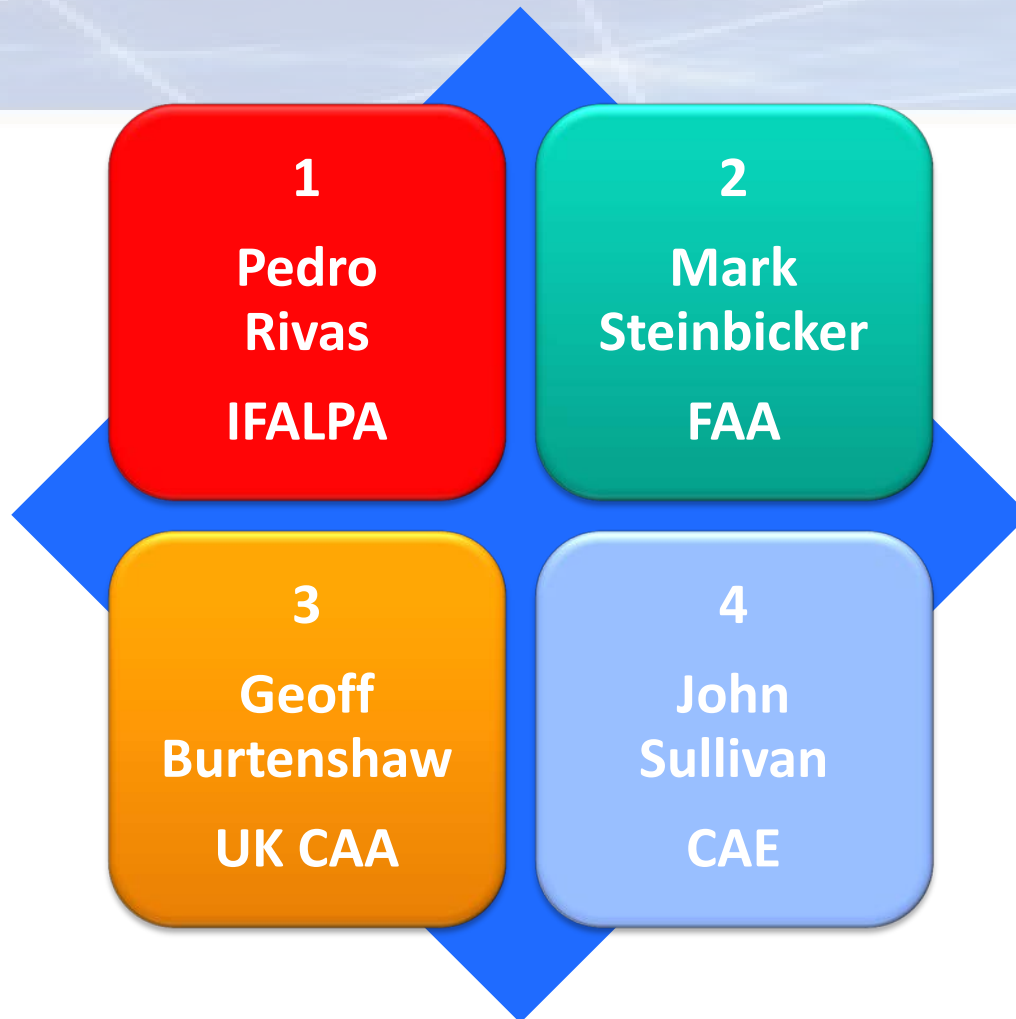 1
Pedro
Rivas
IFALPA
2
Mark
Steinbicker
FAA
3
Geoff
Burtenshaw
UK CAA
4
John
Sullivan
CAE